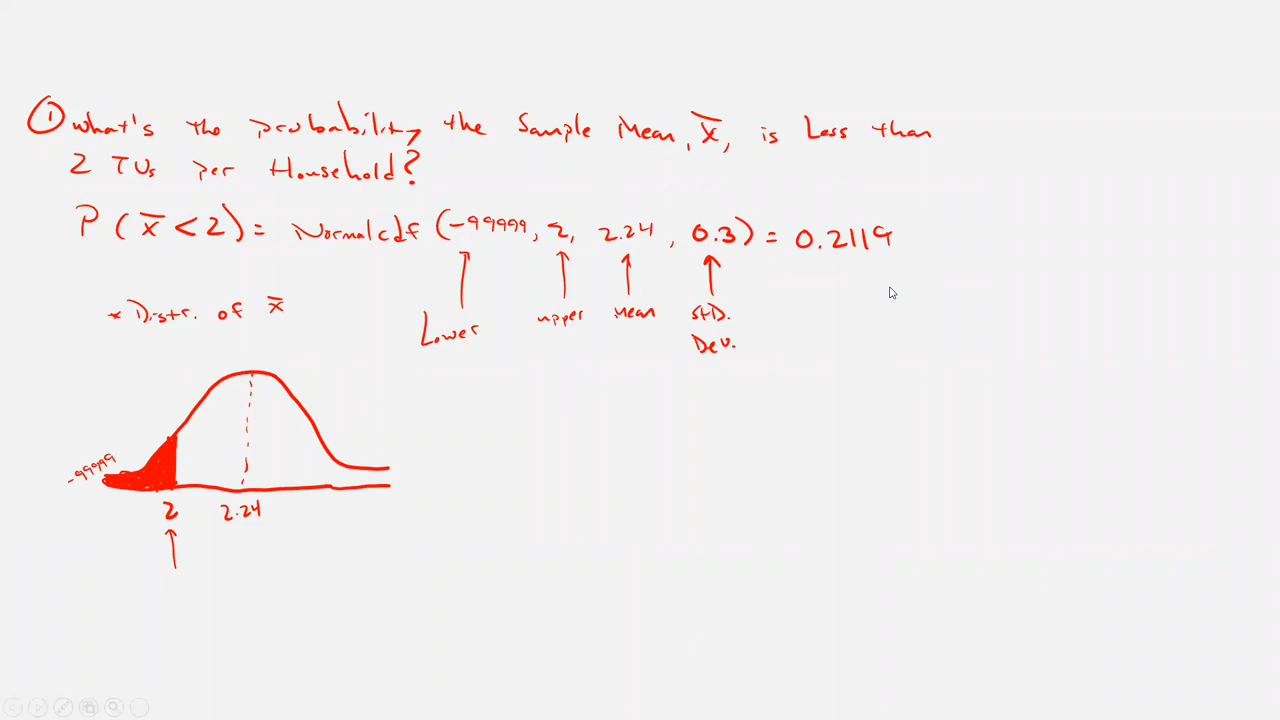 ① What's the probability the Sample Mean, x̄, is Less than
2 TVs per Household?
P(x̄ < 2) = Normalcdf (-99999, 2, 2.24, 0.3) = 0.2119
Lower upper Mean StD. Dev.
* Distr. of x̄
-99999
2 2.24